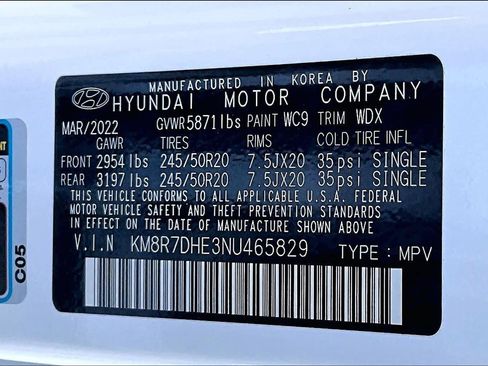 MANUFACTURED IN KOREA BY
HYUNDAI MOTOR COMPANY
MAR/2022 GVWR5871lbs PAINT WC9 TRIM WDX
GAWR TIRES RIMS COLD TIRE INFL
FRONT 2954 lbs 245/50R20 7.5JX20 35psi SINGLE
REAR 3197 lbs 245/50R20 7.5JX20 35psi SINGLE
THIS VEHICLE CONFORMS TO ALL APPLICABLE U.S.A. FEDERAL
MOTOR VEHICLE SAFETY AND THEFT PREVENTION STANDARDS
IN EFFECT ON THE DATE OF MANUFACTURE SHOWN ABOVE
V.I.N KM8R7DHE3NU465829 TYPE : MPV
C05